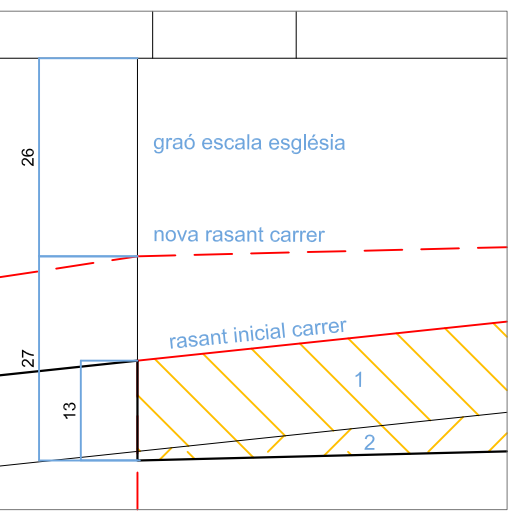 26
graó escala església
nova rasant carrer
rasant inicial carrer
27
1
13
2